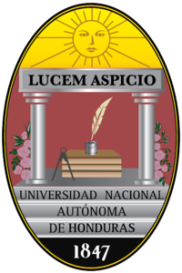 LUCEM ASPICIO
UNIVERSIDAD NACIONAL
AUTÓNOMA
DE HONDURAS
1847